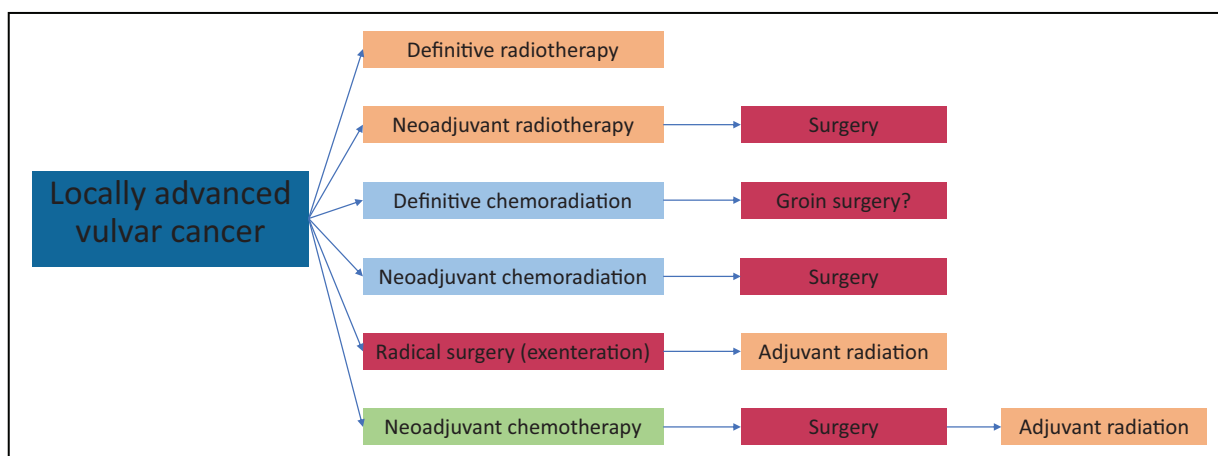 Definitive radiotherapy
Neoadjuvant radiotherapy
Surgery
Locally advanced
vulvar cancer
Definitive chemoradiation
Groin surgery?
Neoadjuvant chemoradiation
Surgery
Radical surgery (exenteration)
Adjuvant radiation
Neoadjuvant chemotherapy
Surgery
Adjuvant radiation